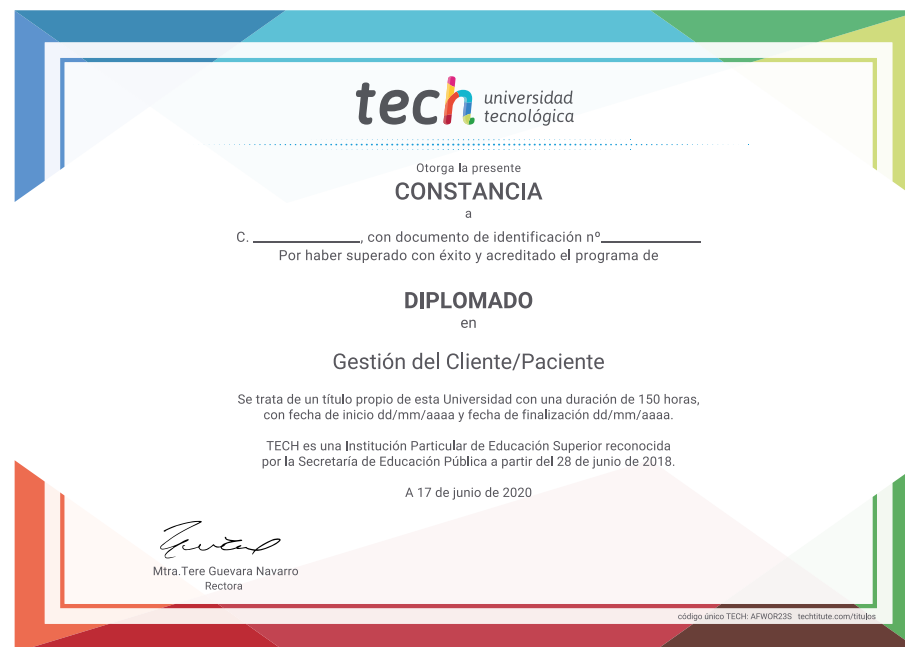 tech universidad
tecnológica
Otorga la presente
CONSTANCIA
a
C. ____________, con documento de identificación nº____________
Por haber superado con éxito y acreditado el programa de
DIPLOMADO
en
Gestión del Cliente/Paciente
Se trata de un título propio de esta Universidad con una duración de 150 horas,
con fecha de inicio dd/mm/aaaa y fecha de finalización dd/mm/aaaa.
TECH es una Institución Particular de Educación Superior reconocida
por la Secretaría de Educación Pública a partir del 28 de junio de 2018.
A 17 de junio de 2020
Mtra.Tere Guevara Navarro
Rectora
código único TECH: AFWOR23S techtitute.com/titulos